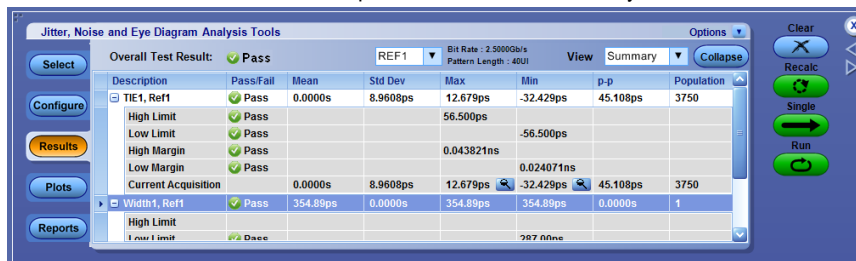 Jitter, Noise and Eye Diagram Analysis Tools Options Clear
Overall Test Result: Pass REF1 Bit Rate : 2.5000Gb/s View Summary Collapse
Pattern Length : 40UI
Select Recalc
Description Pass/Fail Mean Std Dev Max Min p-p Population
TIE1, Ref1 Pass 0.0000s 8.9608ps 12.679ps -32.429ps 45.108ps 3750
Configure High Limit Pass 56.500ps Single
Low Limit Pass -56.500ps
High Margin Pass 0.043821ns
Results Run
Low Margin Pass 0.024071ns
Plots Current Acquisition 0.0000s 8.9608ps 12.679ps -32.429ps 45.108ps 3750
Width1, Ref1 Pass 354.89ps 0.0000s 354.89ps 354.89ps 0.0000s 1
Reports High Limit
Low Limit Pass 287.00ps